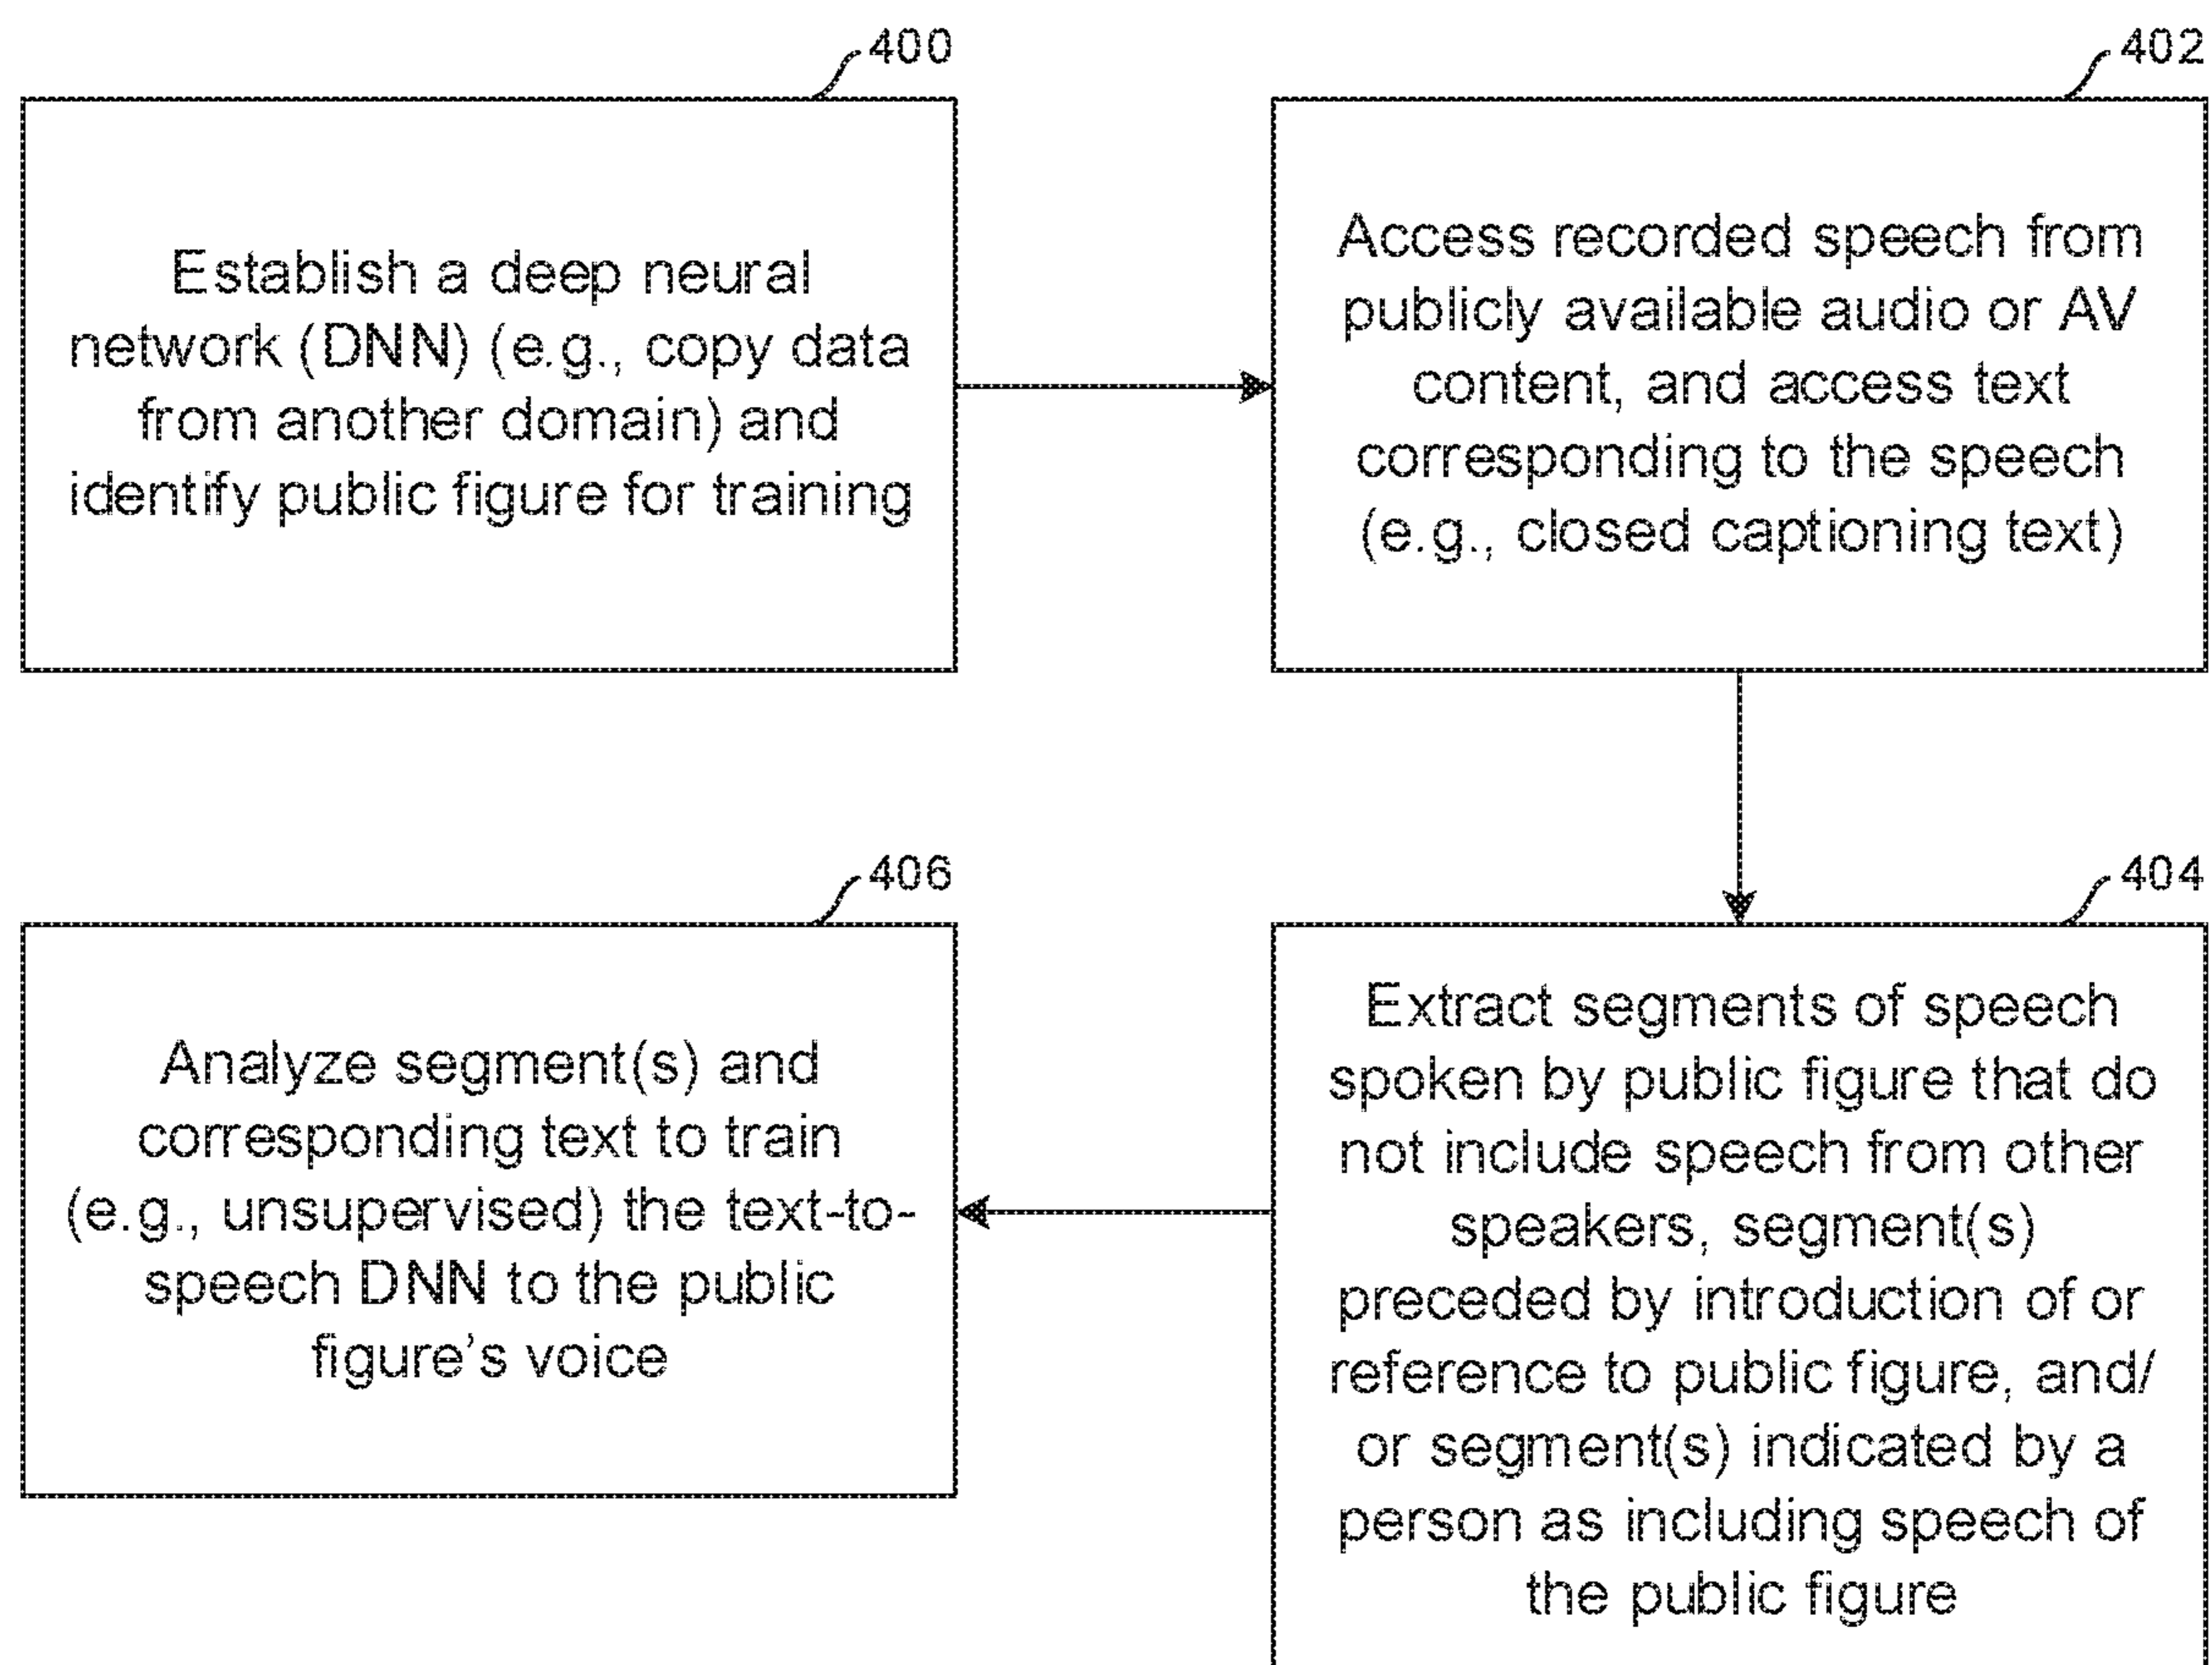 400
Establish a deep neural
network (DNN) (e.g., copy data
from another domain) and
identify public figure for training
402
Access recorded speech from
publicly available audio or AV
content, and access text
corresponding to the speech
(e.g., closed captioning text)
404
Extract segments of speech
spoken by public figure that do
not include speech from other
speakers, segment(s)
preceded by introduction of or
reference to public figure, and/
or segment(s) indicated by a
person as including speech of
the public figure
406
Analyze segment(s) and
corresponding text to train
(e.g., unsupervised) the text-to-
speech DNN to the public
figure's voice